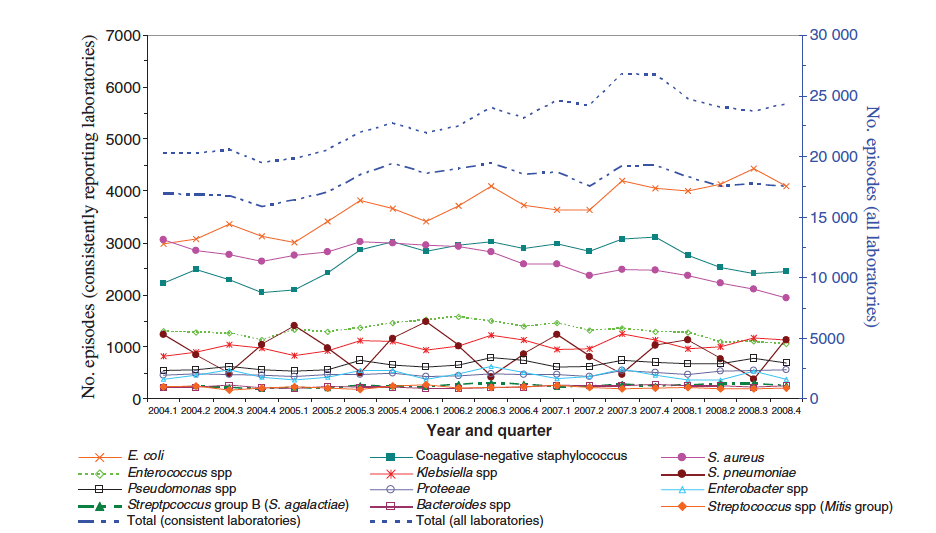 7000
6000
5000
4000
3000
2000
1000
0
No. episodes (consistently reporting laboratories)
30 000
25 000
20 000
15 000
10 000
5000
0
No. episodes (all laboratories)
2004.1 2004.2 2004.3 2004.4 2005.1 2005.2 2005.3 2005.4 2006.1 2006.2 2006.3 2006.4 2007.1 2007.2 2007.3 2007.4 2008.1 2008.2 2008.3 2008.4
Year and quarter
E. coli Coagulase-negative staphylococcus S. aureus
Enterococcus spp Klebsiella spp S. pneumoniae
Pseudomonas spp Proteeae Enterobacter spp
Streptpcoccus group B (S. agalactiae) Bacteroides spp Streptococcus spp (Mitis group)
Total (consistent laboratories) Total (all laboratories)